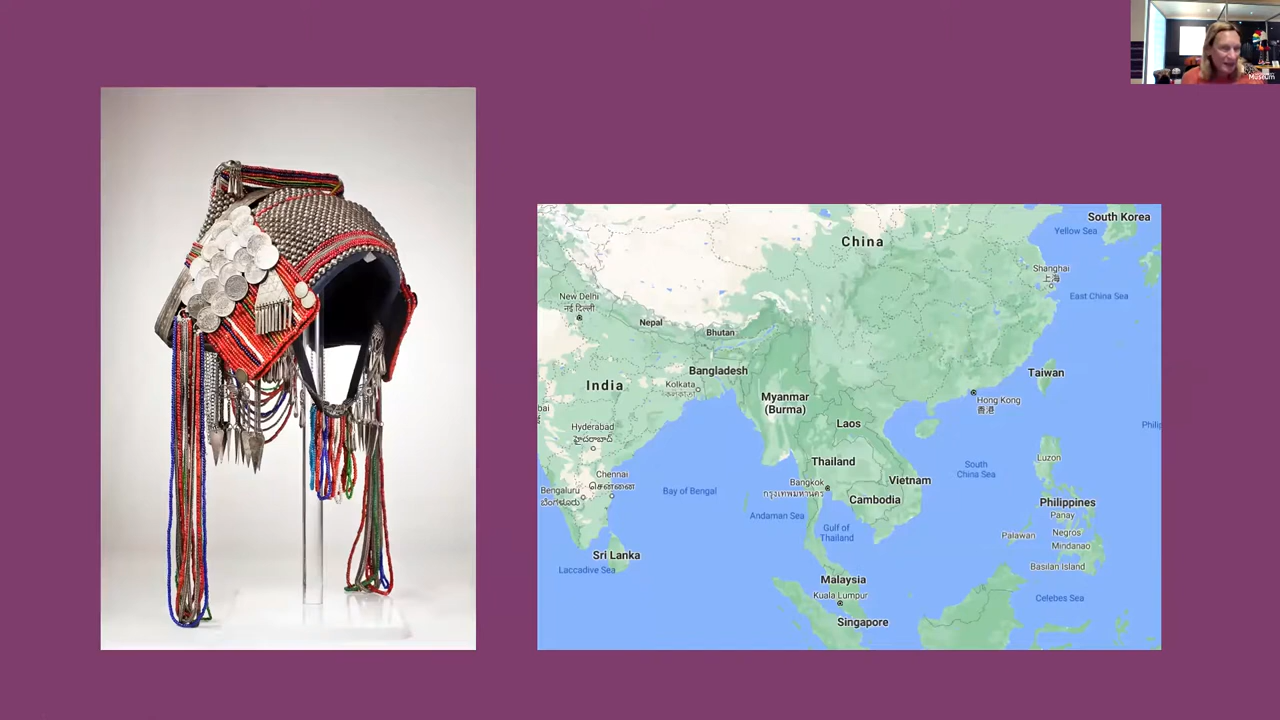 Museum
South Korea
Yellow Sea
China
Shanghai
上海
East China Sea
New Delhi
नई दिल्ली
Nepal
Bhutan
Bangladesh
Taiwan
India
Kolkata
Myanmar
(Burma)
Hong Kong
香港
bai
Laos
Philip
Hyderabad
హైదరాబాద్
Luzon
Thailand
South
China Sea
Chennai
சென்னை
Vietnam
Bangkok
กรุงเทพมหานคร
Bengaluru
ಬೆಂಗಳೂರು
Bay of Bengal
Cambodia
Philippines
Andaman Sea
Panay
Gulf of
Thailand
Palawan
Negros
Mindanao
Sri Lanka
Laccadive Sea
Basilan Island
Malaysia
Kuala Lumpur
Celebes Sea
Singapore